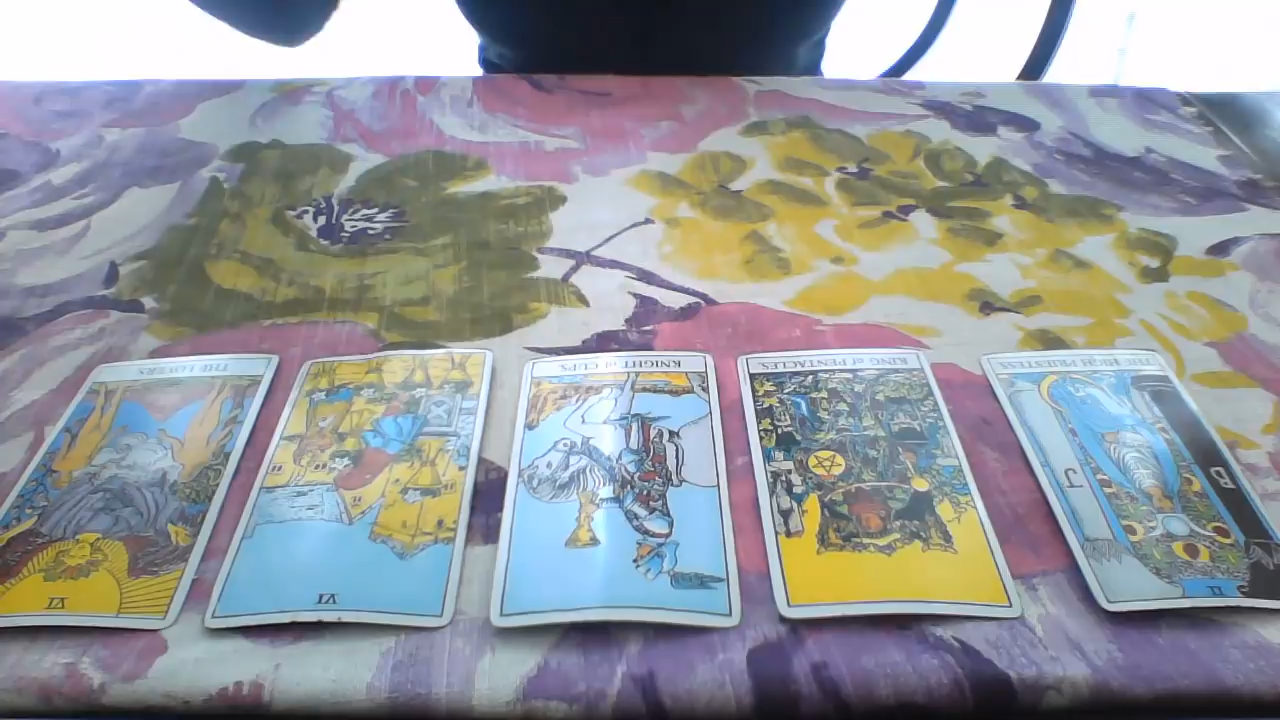 THE LOVERS.
VI
VI
KNIGHT of CUPS.
KING of PENTACLES.
THE HIGH PRIESTESS
J
B
II